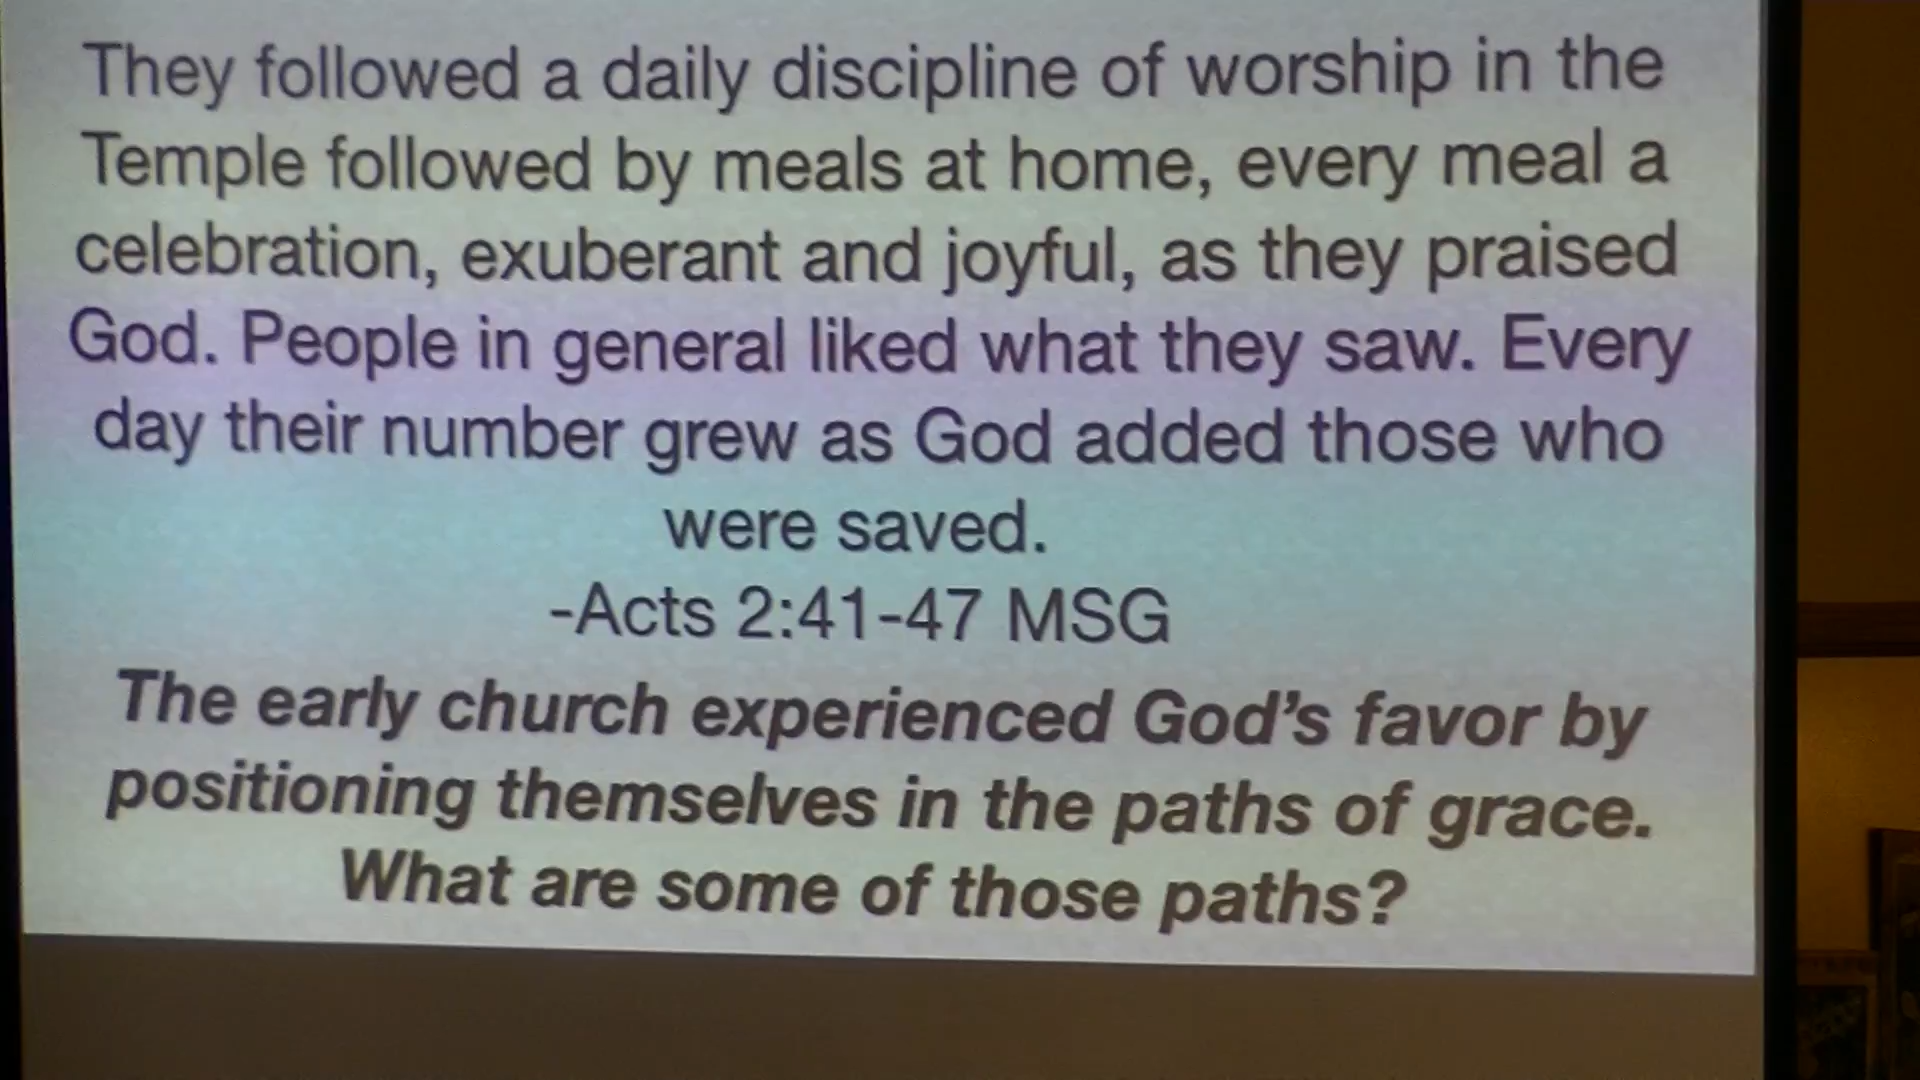 They followed a daily discipline of worship in the
Temple followed by meals at home, every meal a
celebration, exuberant and joyful, as they praised
God. People in general liked what they saw. Every
day their number grew as God added those who
were saved.
-Acts 2:41-47 MSG
The early church experienced God’s favor by
positioning themselves in the paths of grace.
What are some of those paths?